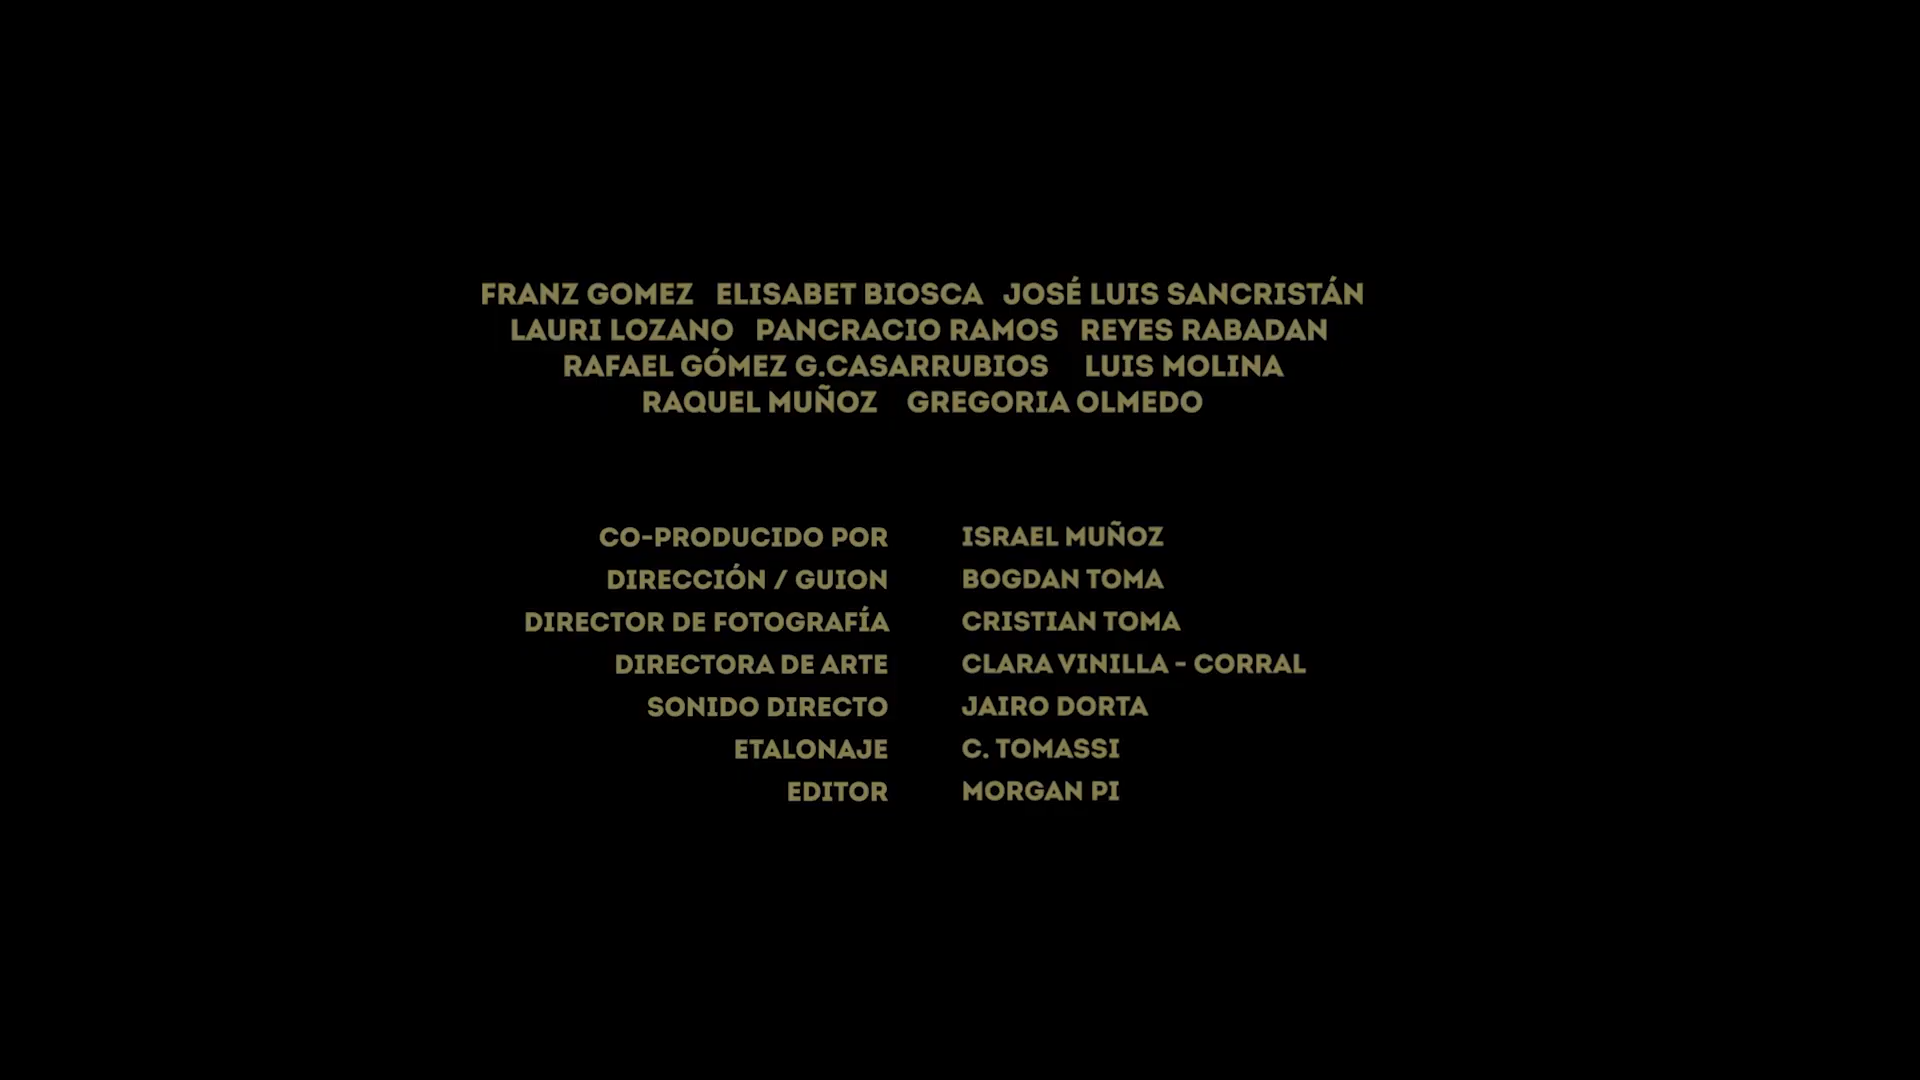 FRANZ GOMEZ ELISABET BIOSCA JOSÉ LUIS SANCRISTÁN
LAURI LOZANO PANCRACIO RAMOS REYES RABADAN
RAFAEL GÓMEZ G.CASARRUBIOS LUIS MOLINA
RAQUEL MUÑOZ GREGORIA OLMEDO
CO-PRODUCIDO POR ISRAEL MUÑOZ
DIRECCIÓN / GUION BOGDAN TOMA
DIRECTOR DE FOTOGRAFÍA CRISTIAN TOMA
DIRECTORA DE ARTE CLARA VINILLA - CORRAL
SONIDO DIRECTO JAIRO DORTA
ETALONAJE C. TOMASSI
EDITOR MORGAN PI